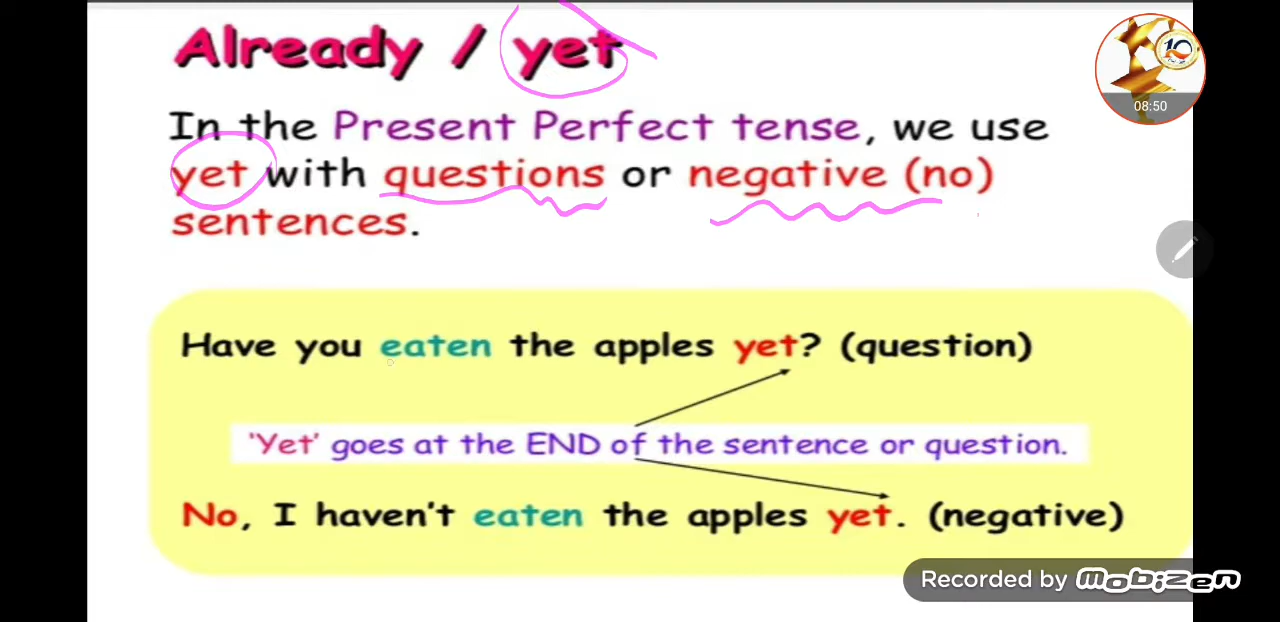 Already / yet
In the Present Perfect tense, we use
yet with questions or negative (no)
sentences.
Have you eaten the apples yet? (question)
'Yet' goes at the END of the sentence or question.
No, I haven't eaten the apples yet. (negative)
10
08:50
Recorded by Mobizen